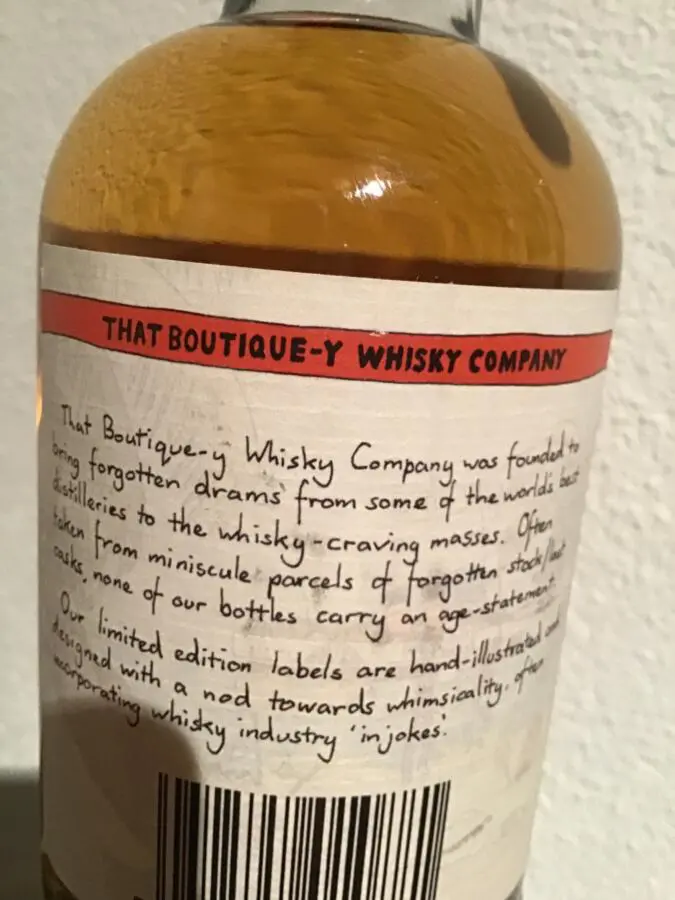 THAT BOUTIQUE-Y WHISKY COMPANY
That Boutique-y Whisky Company was founded to
bring forgotten drams from some of the world's best
distilleries to the whisky-craving masses. Often
taken from miniscule parcels of forgotten stock/last
casks, none of our bottles carry an age-statement.
Our limited edition labels are hand-illustrated and
designed with a nod towards whimsicality, often
incorporating whisky industry 'in jokes'.